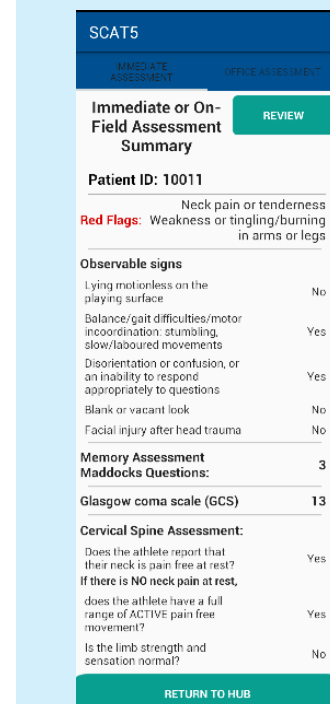 SCAT5
IMMEDIATE
ASSESSMENT
OFFICE ASSESSMENT
Immediate or On-
Field Assessment
Summary
REVIEW
Patient ID: 10011
Neck pain or tenderness
Red Flags: Weakness or tingling/burning
in arms or legs
Observable signs
Lying motionless on the
playing surface No
Balance/gait difficulties/motor
incoordination: stumbling, Yes
slow/laboured movements
Disorientation or confusion, or
an inability to respond Yes
appropriately to questions
Blank or vacant look No
Facial injury after head trauma No
Memory Assessment
Maddocks Questions: 3
Glasgow coma scale (GCS) 13
Cervical Spine Assessment:
Does the athlete report that
their neck is pain free at rest? Yes
If there is NO neck pain at rest,
does the athlete have a full
range of ACTIVE pain free Yes
movement?
Is the limb strength and
sensation normal? No
RETURN TO HUB